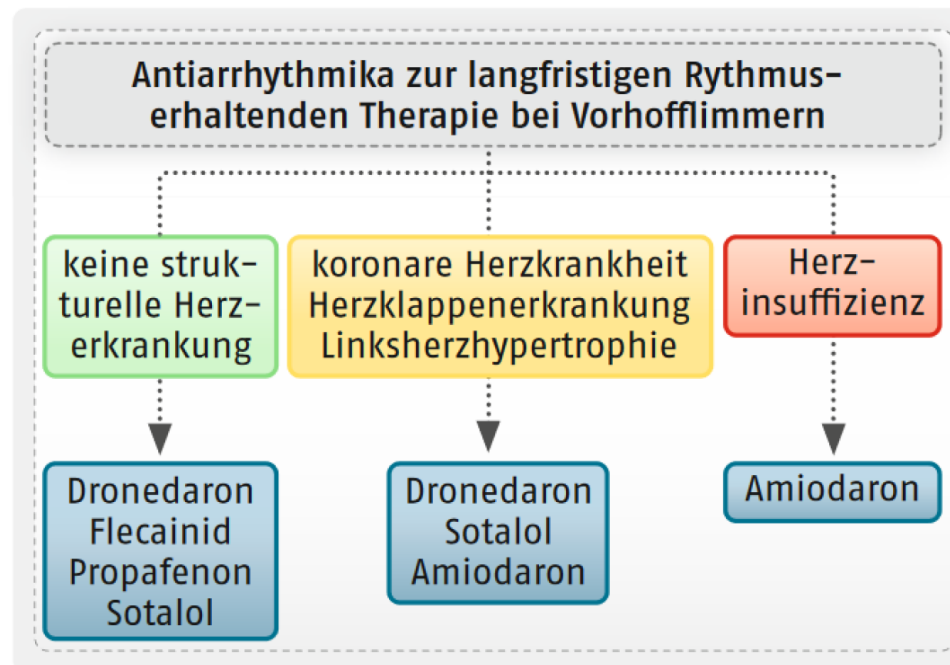 Antiarrhythmika zur langfristigen Rythmus-
erhaltenden Therapie bei Vorhofflimmern
keine struk-
turelle Herz-
erkrankung
koronare Herzkrankheit
Herzklappenerkrankung
Linksherzhypertrophie
Herz-
insuffizienz
Dronedaron
Flecainid
Propafenon
Sotalol
Dronedaron
Sotalol
Amiodaron
Amiodaron